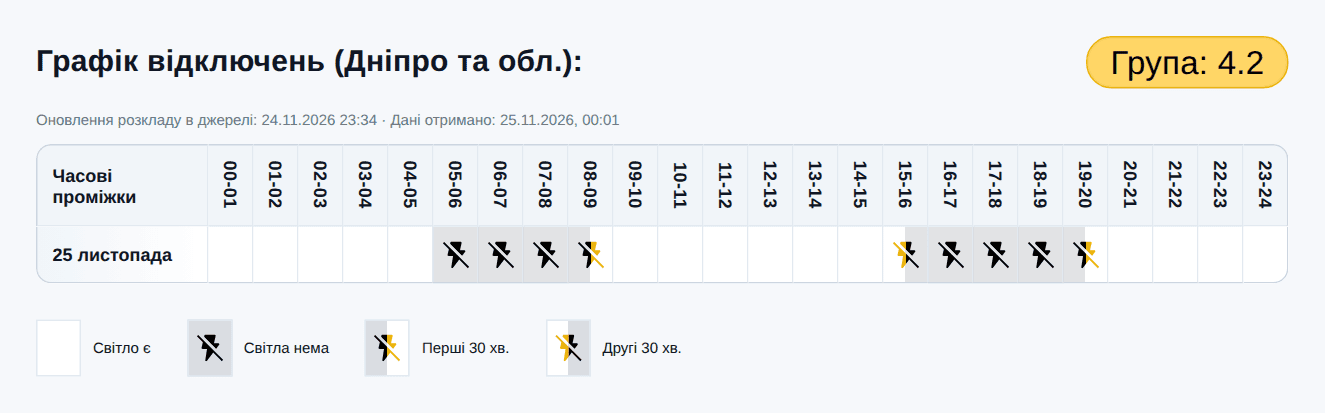 Графік відключень (Дніпро та обл.):
Група: 4.2
Оновлення розкладу в джерелі: 24.11.2026 23:34 · Дані отримано: 25.11.2026, 00:01
Часові
проміжки
00-01
01-02
02-03
03-04
04-05
05-06
06-07
07-08
08-09
09-10
10-11
11-12
12-13
13-14
14-15
15-16
16-17
17-18
18-19
19-20
20-21
21-22
22-23
23-24
25 листопада
Світло є
Світла нема
Перші 30 хв.
Другі 30 хв.